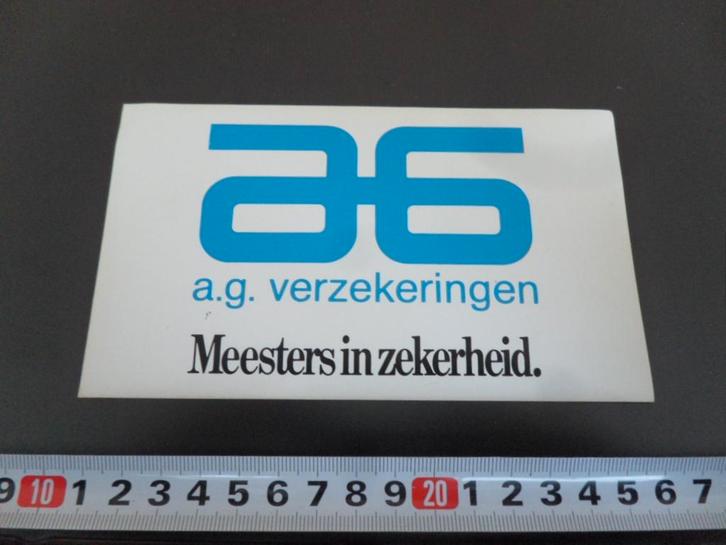 aG
a.g. verzekeringen
Meesters in zekerheid.
9 10 1 2 3 4 5 6 7 8 9 20 1 2 3 4 5 6 7